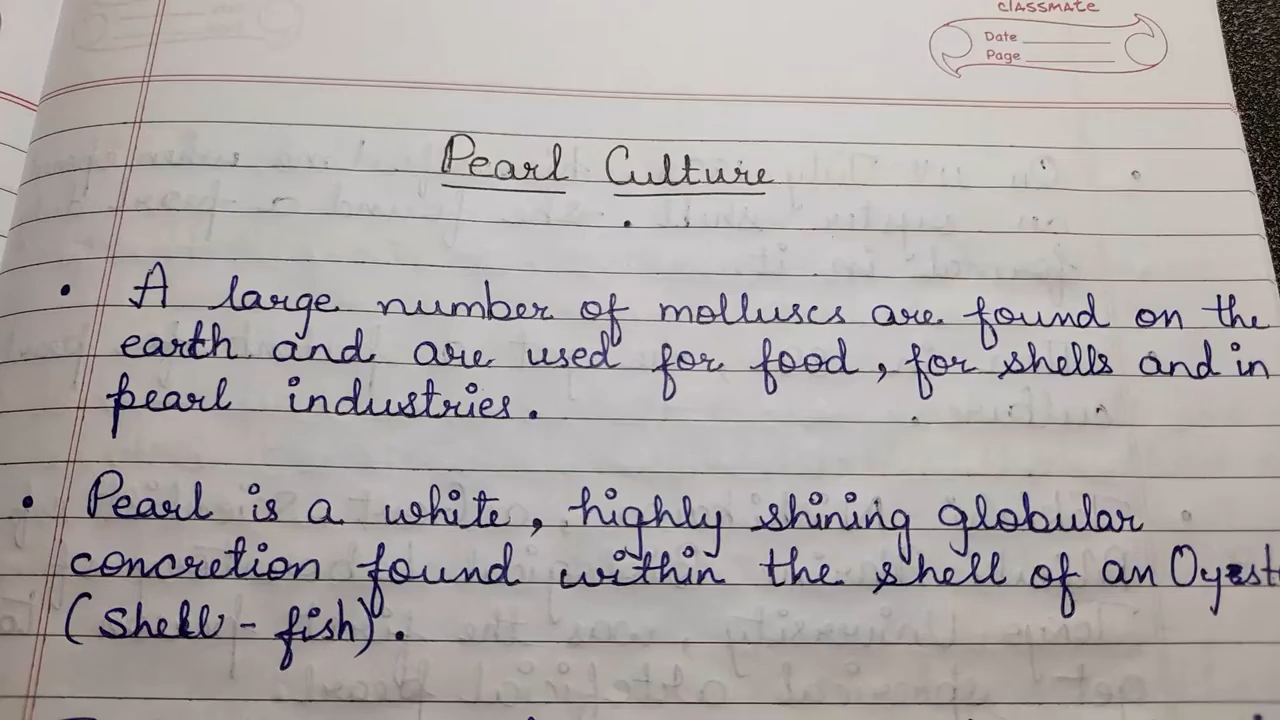 CLASSMATE
Date
Page
Pearl Culture
• A large number of molluscs are found on the
earth and are used for food, for shells and in
pearl industries.
• Pearl is a white, highly shining globular
concretion found within the shell of an Oyest
(Shell - fish).